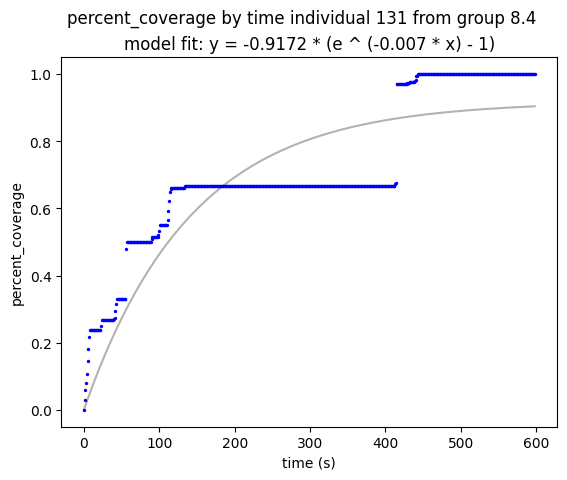 percent_coverage by time individual 131 from group 8.4
model fit: y = -0.9172 * (e ^ (-0.007 * x) - 1)
1.0
0.8
0.6
0.4
0.2
0.0
percent_coverage
0 100 200 300 400 500 600
time (s)